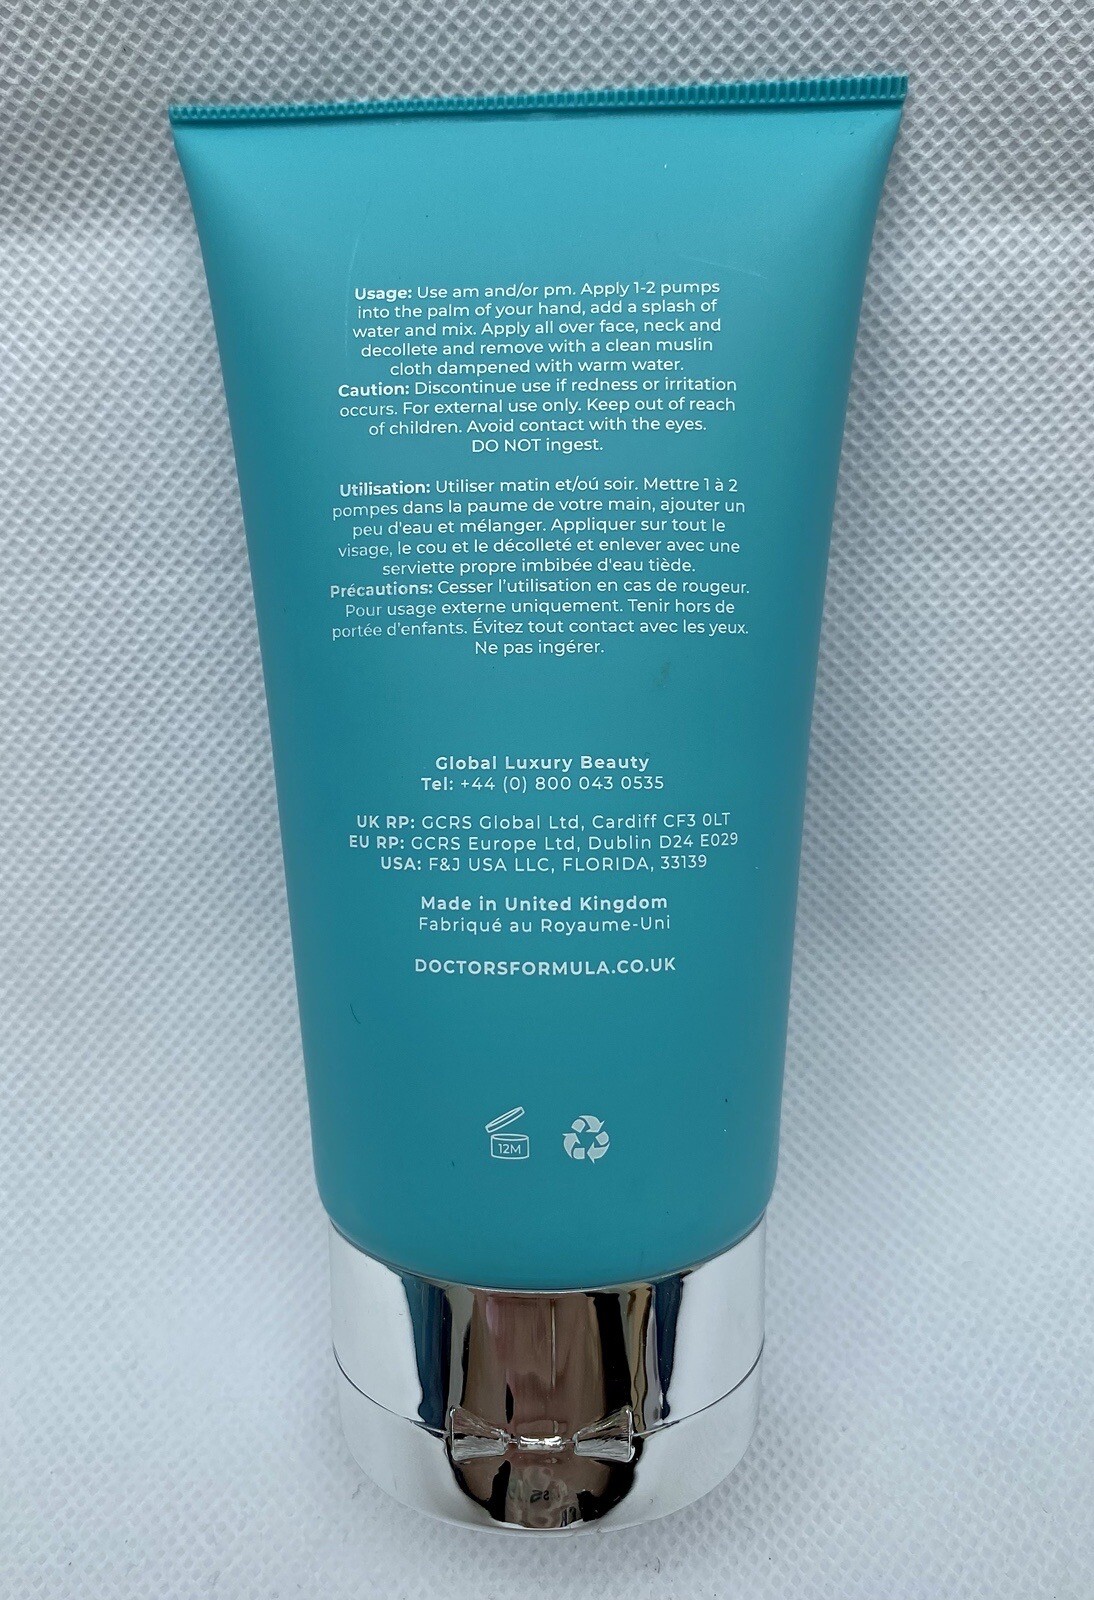 Usage: Use am and/or pm. Apply 1-2 pumps
into the palm of your hand, add a splash of
water and mix. Apply all over face, neck and
decollete and remove with a clean muslin
cloth dampened with warm water.
Caution: Discontinue use if redness or irritation
occurs. For external use only. Keep out of reach
of children. Avoid contact with the eyes.
DO NOT ingest.
Utilisation: Utiliser matin et/oú soir. Mettre 1 à 2
pompes dans la paume de votre main, ajouter un
peu d'eau et mélanger. Appliquer sur tout le
visage, le cou et le décolleté et enlever avec une
serviette propre imbibée d'eau tiède.
Précautions: Cesser l'utilisation en cas de rougeur.
Pour usage externe uniquement. Tenir hors de
portée d'enfants. Évitez tout contact avec les yeux.
Ne pas ingérer.
Global Luxury Beauty
Tel: +44 (0) 800 043 0535
UK RP: GCRS Global Ltd, Cardiff CF3 0LT
EU RP: GCRS Europe Ltd, Dublin D24 E029
USA: F&J USA LLC, FLORIDA, 33139
Made in United Kingdom
Fabriqué au Royaume-Uni
DOCTORSFORMULA.CO.UK
12M